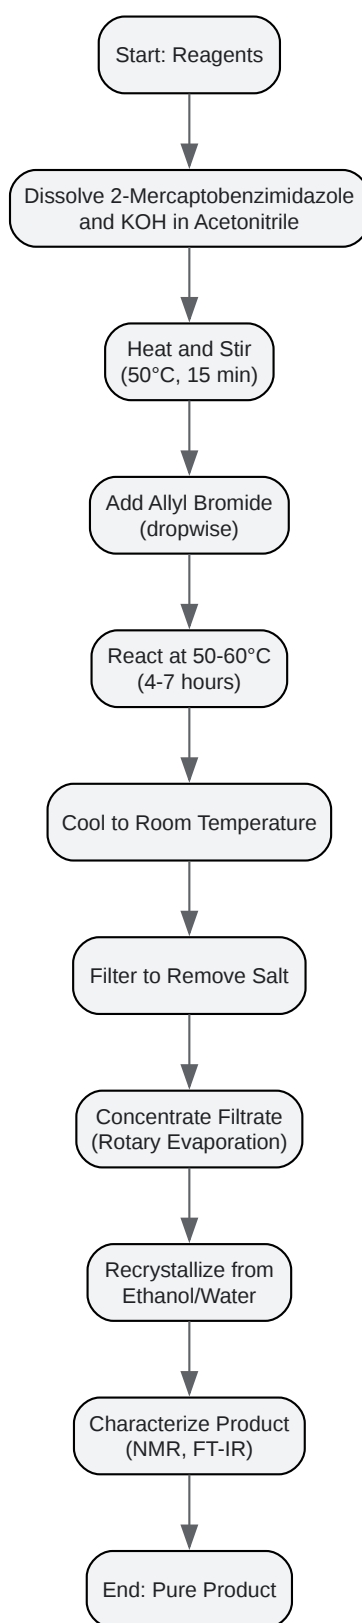 Start: Reagents
Dissolve 2-Mercaptobenzimidazole
and KOH in Acetonitrile
Heat and Stir
(50°C, 15 min)
Add Allyl Bromide
(dropwise)
React at 50-60°C
(4-7 hours)
Cool to Room Temperature
Filter to Remove Salt
Concentrate Filtrate
(Rotary Evaporation)
Recrystallize from
Ethanol/Water
Characterize Product
(NMR, FT-IR)
End: Pure Product